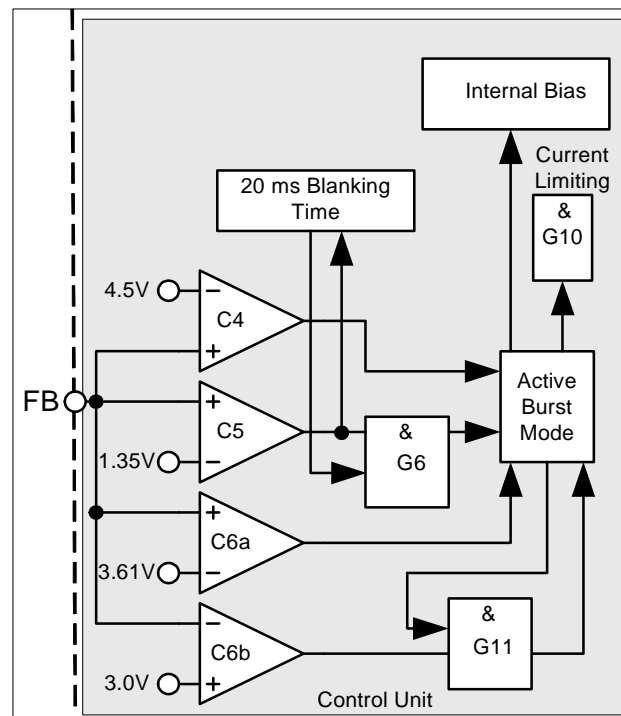 Internal Bias
Current
Limiting
20 ms Blanking
Time
&
G10
4.5V
−
C4
+
FB
+
C5
−
1.35V
&
G6
Active
Burst
Mode
+
C6a
−
3.61V
−
C6b
+
3.0V
&
G11
Control Unit